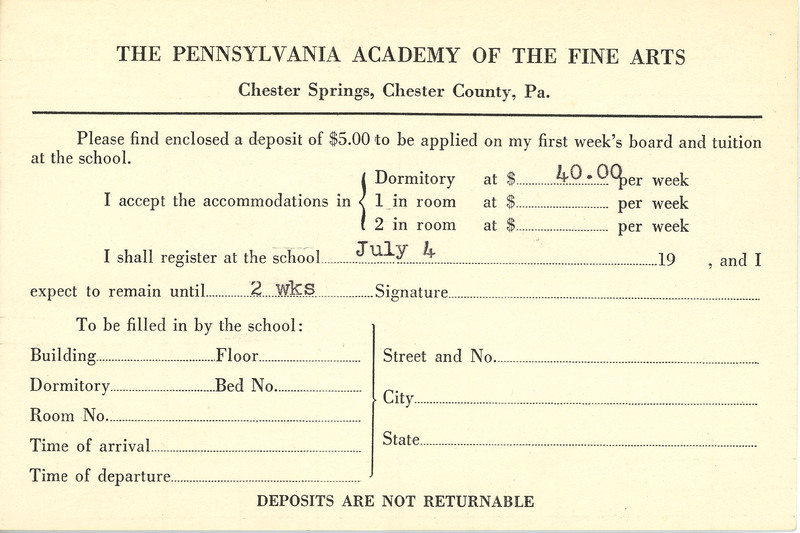 THE PENNSYLVANIA ACADEMY OF THE FINE ARTS
Chester Springs, Chester County, Pa.
Please find enclosed a deposit of $5.00 to be applied on my first week's board and tuition
at the school.
Dormitory at $ 40.00 per week
I accept the accommodations in { 1 in room at $ per week
2 in room at $ per week
I shall register at the school July 4 19 , and I
expect to remain until 2 wks Signature
To be filled in by the school:
Building Floor
Dormitory Bed No.
Room No.
Time of arrival
Time of departure
Street and No.
City
State
DEPOSITS ARE NOT RETURNABLE